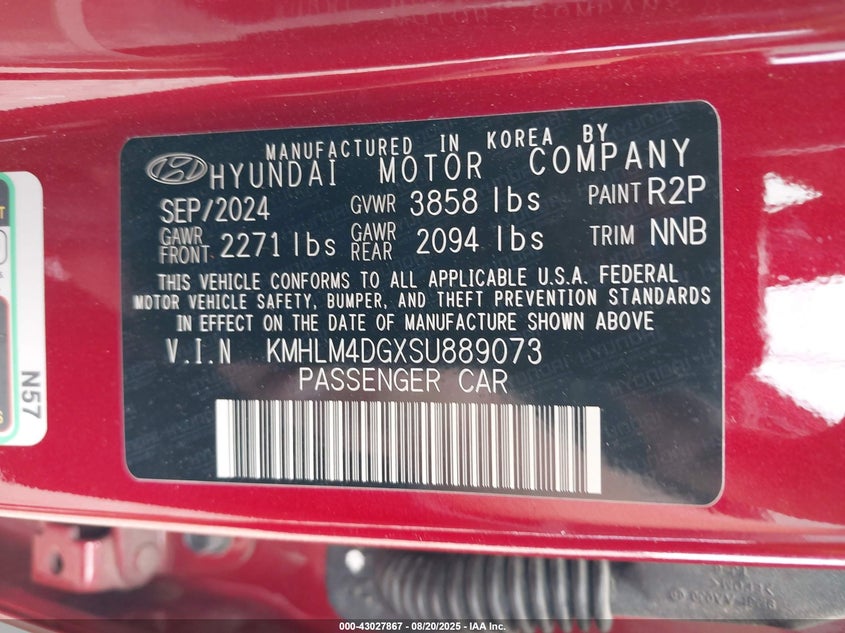 MANUFACTURED IN KOREA BY
HYUNDAI MOTOR COMPANY
SEP/2024 GVWR 3858 lbs PAINT R2P
GAWR FRONT 2271 lbs GAWR REAR 2094 lbs TRIM NNB
THIS VEHICLE CONFORMS TO ALL APPLICABLE U.S.A. FEDERAL
MOTOR VEHICLE SAFETY, BUMPER, AND THEFT PREVENTION STANDARDS
IN EFFECT ON THE DATE OF MANUFACTURE SHOWN ABOVE
V.I.N KMHLM4DGXSU889073
PASSENGER CAR
N57
000-43027867 - 08/20/2025 - IAA Inc.